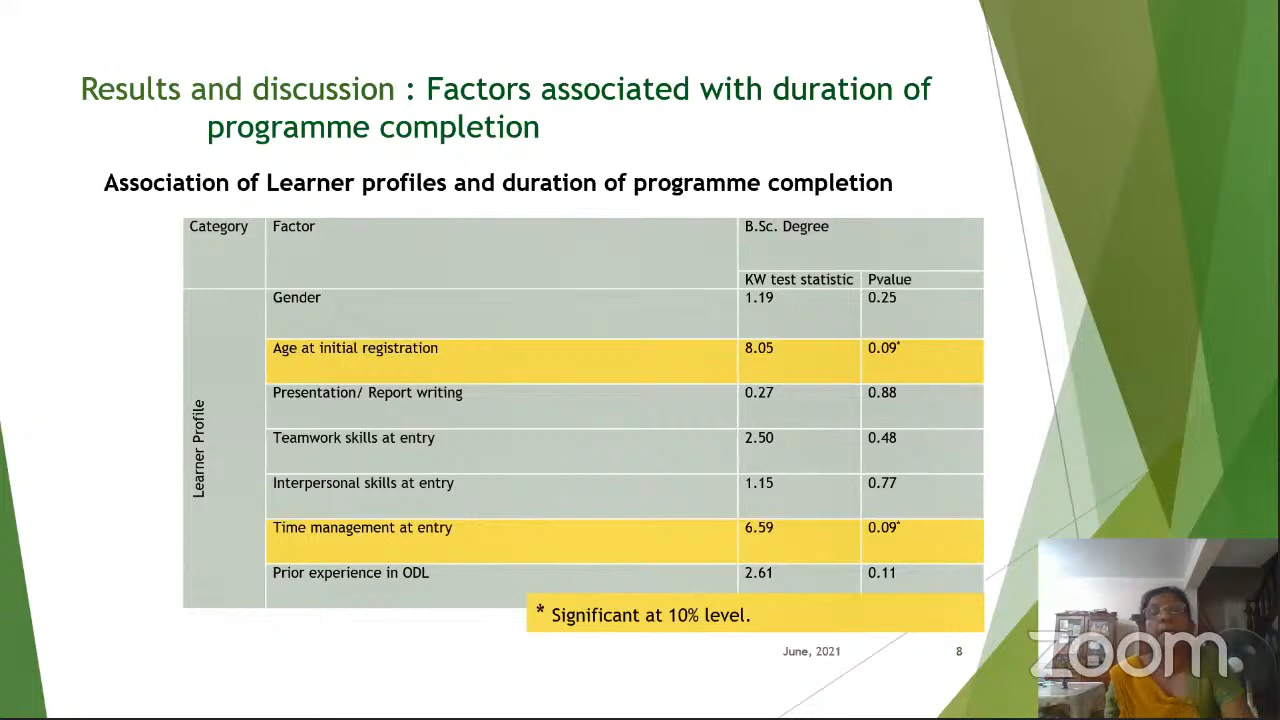 Results and discussion : Factors associated with duration of
programme completion
Association of Learner profiles and duration of programme completion
Category Factor B.Sc. Degree
KW test statistic Pvalue
Learner Profile
Gender 1.19 0.25
Age at initial registration 8.05 0.09*
Presentation/ Report writing 0.27 0.88
Teamwork skills at entry 2.50 0.48
Interpersonal skills at entry 1.15 0.77
Time management at entry 6.59 0.09*
Prior experience in ODL 2.61 0.11
* Significant at 10% level.
June, 2021 8
zoom